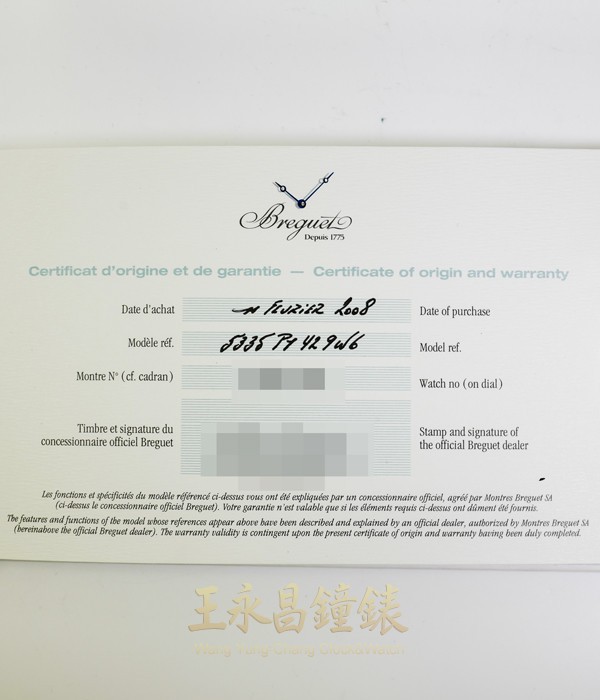 Breguet
Depuis 1775
Certificat d'origine et de garantie — Certificate of origin and warranty
Date d'achat FEVRIER 2008 Date of purchase
Modèle réf. 5335 PT 42 9W6 Model ref.
Montre N° (cf. cadran) Watch no (on dial)
Timbre et signature du Stamp and signature of
concessionnaire officiel Breguet the official Breguet dealer
Les fonctions et spécificités du modèle référencé ci-dessus vous ont été expliquées par un concessionnaire officiel, agréé par Montres Breguet SA
(ci-dessus le concessionnaire officiel Breguet). Votre garantie n'est valable que si les éléments requis ci-dessus ont dûment été fournis.
The features and functions of the model whose references appear above have been described and explained by an official dealer, authorized by Montres Breguet SA
(hereinabove the official Breguet dealer). The warranty validity is contingent upon the present certificate of origin and warranty having been duly completed.
王永昌鐘錶